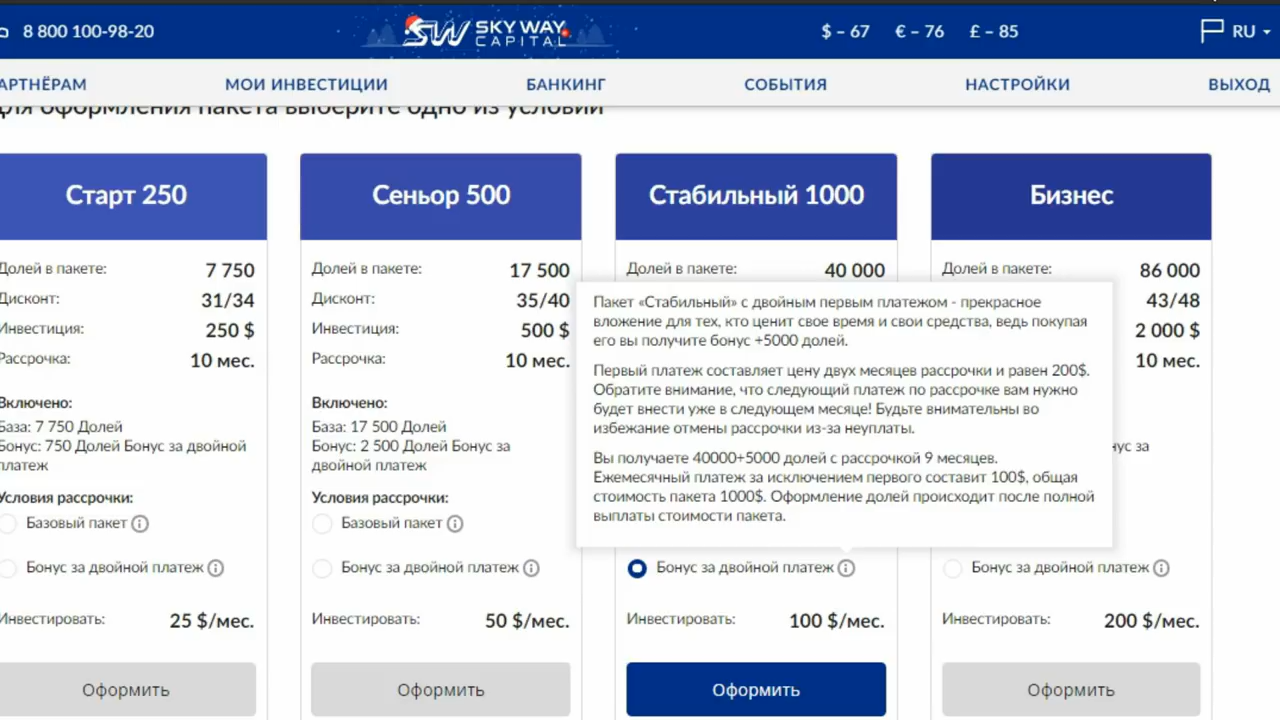 8 800 100-98-20
SKY WAY
CAPITAL
$ – 67 € – 76 £ – 85
RU
АРТНЁРАМ МОИ ИНВЕСТИЦИИ БАНКИНГ СОБЫТИЯ НАСТРОЙКИ ВЫХОД
для оформления пакета выберите одно из условий
Старт 250
Долей в пакете: 7 750
Дисконт: 31/34
Инвестиция: 250 $
Рассрочка: 10 мес.
Включено:
База: 7 750 Долей
Бонус: 750 Долей Бонус за двойной
платеж
Условия рассрочки:
Базовый пакет
Бонус за двойной платеж
Инвестировать: 25 $/мес.
Оформить
Сеньор 500
Долей в пакете: 17 500
Дисконт: 35/40
Инвестиция: 500 $
Рассрочка: 10 мес.
Включено:
База: 17 500 Долей
Бонус: 2 500 Долей Бонус за
двойной платеж
Условия рассрочки:
Базовый пакет
Бонус за двойной платеж
Инвестировать: 50 $/мес.
Оформить
Стабильный 1000
Долей в пакете: 40 000
Пакет «Стабильный» с двойным первым платежом - прекрасное
вложение для тех, кто ценит свое время и свои средства, ведь покупая
его вы получите бонус +5000 долей.
Первый платеж составляет цену двух месяцев рассрочки и равен 200$.
Обратите внимание, что следующий платеж по рассрочке вам нужно
будет внести уже в следующем месяце! Будьте внимательны во
избежание отмены рассрочки из-за неуплаты.
Вы получаете 40000+5000 долей с рассрочкой 9 месяцев.
Ежемесячный платеж за исключением первого составит 100$, общая
стоимость пакета 1000$. Оформление долей происходит после полной
выплаты стоимости пакета.
Бонус за двойной платеж
Инвестировать: 100 $/мес.
Оформить
Бизнес
Долей в пакете: 86 000
43/48
2 000 $
10 мес.
нус за
Бонус за двойной платеж
Инвестировать: 200 $/мес.
Оформить